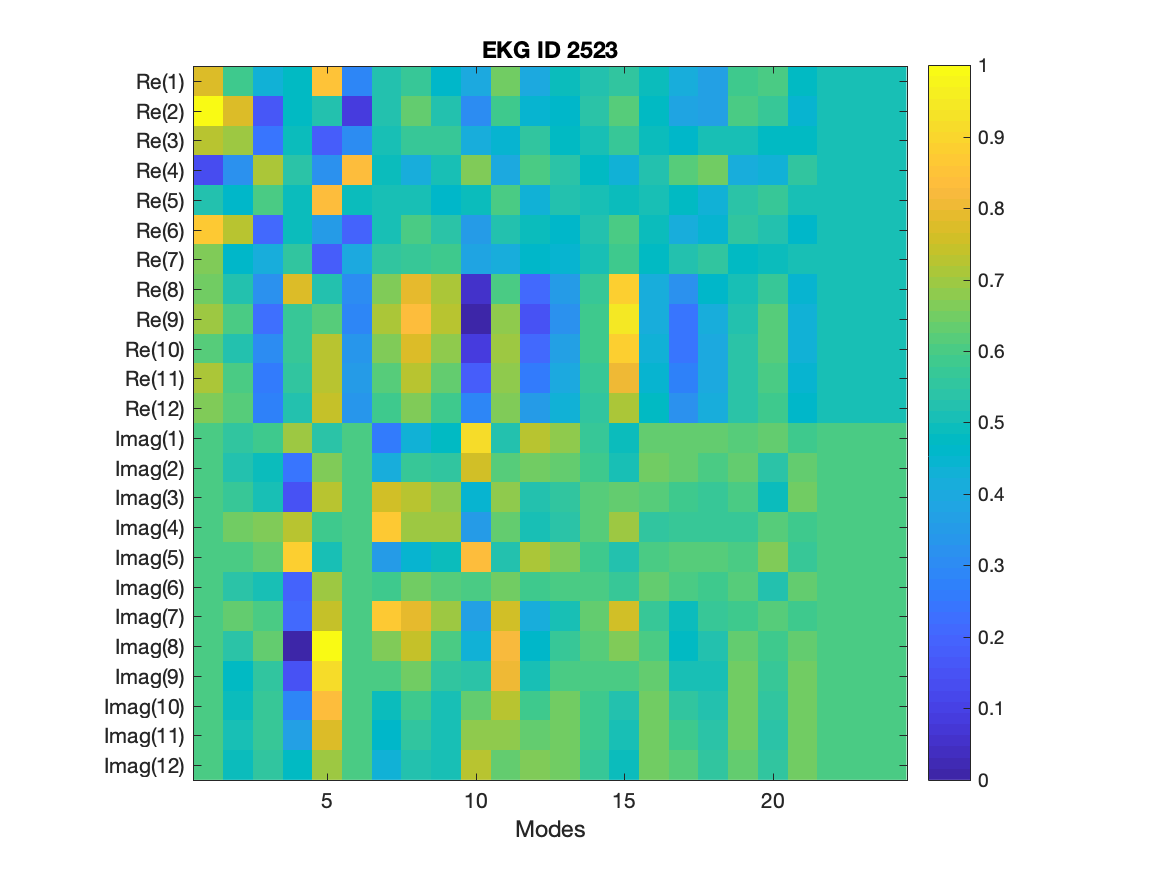 EKG ID 2523
Re(1)
Re(2)
Re(3)
Re(4)
Re(5)
Re(6)
Re(7)
Re(8)
Re(9)
Re(10)
Re(11)
Re(12)
Imag(1)
Imag(2)
Imag(3)
Imag(4)
Imag(5)
Imag(6)
Imag(7)
Imag(8)
Imag(9)
Imag(10)
Imag(11)
Imag(12)
5 10 15 20
Modes
1
0.9
0.8
0.7
0.6
0.5
0.4
0.3
0.2
0.1
0